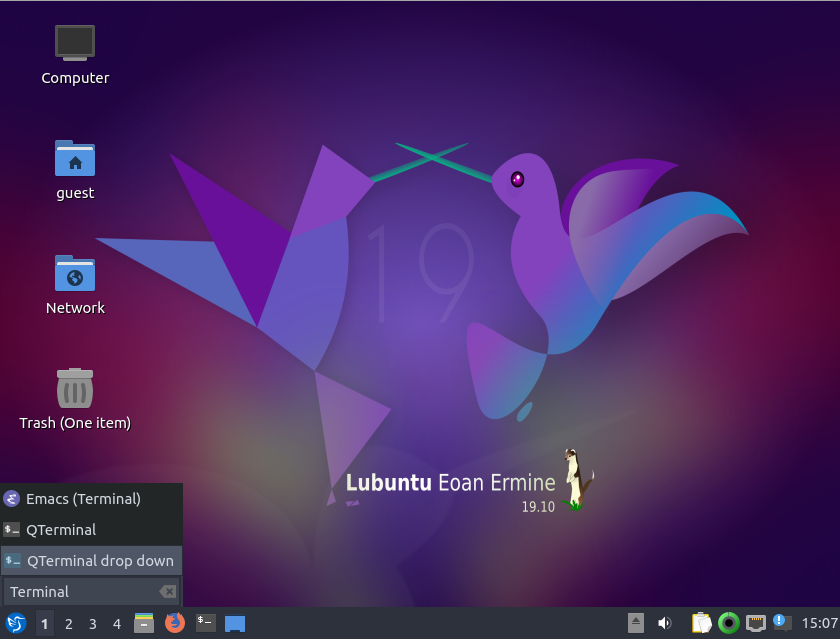 Computer
guest
Network
Trash (One item)
19
Lubuntu Eoan Ermine
19.10
Emacs (Terminal)
QTerminal
QTerminal drop down
Terminal
1 2 3 4 15:07